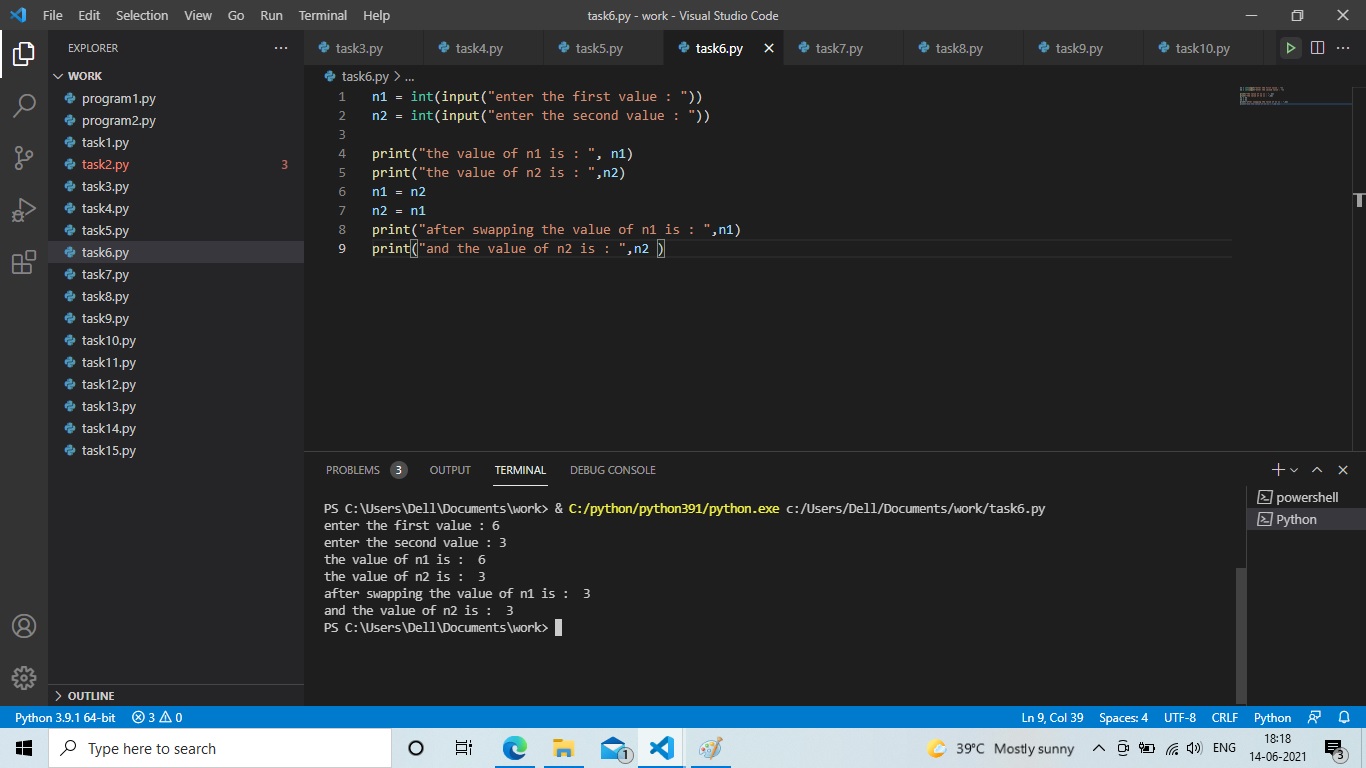 File Edit Selection View Go Run Terminal Help task6.py - work - Visual Studio Code
EXPLORER
WORK
program1.py
program2.py
task1.py
task2.py 3
task3.py
task4.py
task5.py
task6.py
task7.py
task8.py
task9.py
task10.py
task11.py
task12.py
task13.py
task14.py
task15.py
OUTLINE
task3.py task4.py task5.py task6.py task7.py task8.py task9.py task10.py
task6.py > ...
1 n1 = int(input("enter the first value : "))
2 n2 = int(input("enter the second value : "))
3
4 print("the value of n1 is : ", n1)
5 print("the value of n2 is : ",n2)
6 n1 = n2
7 n2 = n1
8 print("after swapping the value of n1 is : ",n1)
9 print("and the value of n2 is : ",n2 )
PROBLEMS 3 OUTPUT TERMINAL DEBUG CONSOLE
PS C:\Users\Dell\Documents\work> & C:/python/python391/python.exe c:/Users/Dell/Documents/work/task6.py
enter the first value : 6
enter the second value : 3
the value of n1 is :  6
the value of n2 is :  3
after swapping the value of n1 is :  3
and the value of n2 is :  3
PS C:\Users\Dell\Documents\work>
powershell
Python
Python 3.9.1 64-bit 3 0 Ln 9, Col 39 Spaces: 4 UTF-8 CRLF Python
Type here to search 1 39°C Mostly sunny ENG 18:18
14-06-2021 3